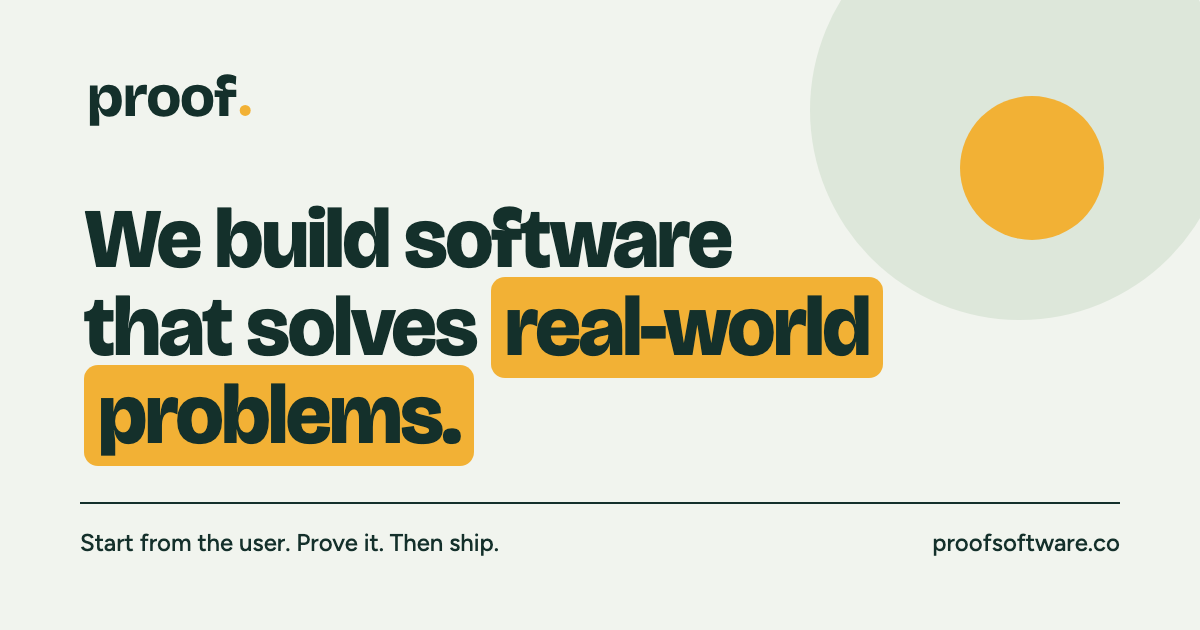 proof.
We build software
that solves real-world
problems.
Start from the user. Prove it. Then ship.
proofsoftware.co